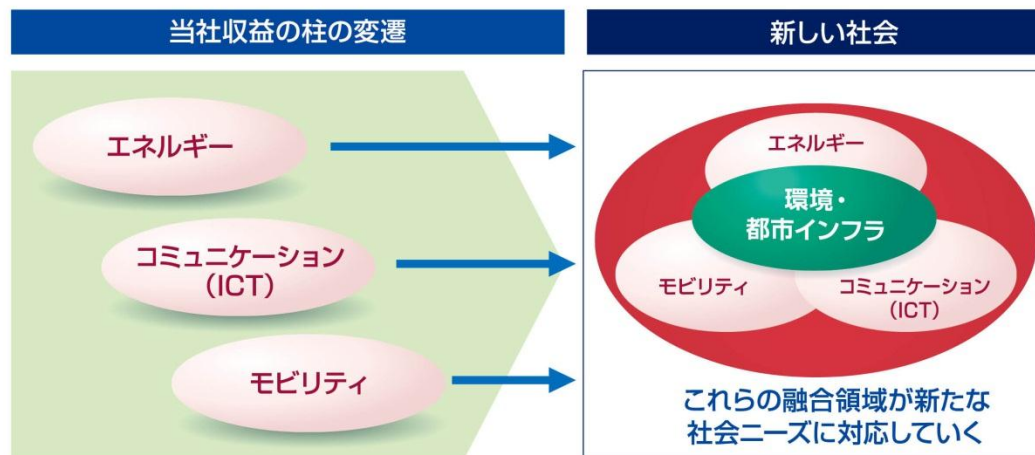 当社収益の柱の変遷
エネルギー
コミュニケーション
(ICT)
モビリティ
新しい社会
エネルギー
環境・
都市インフラ
モビリティ
コミュニケーション
(ICT)
これらの融合領域が新たな
社会ニーズに対応していく